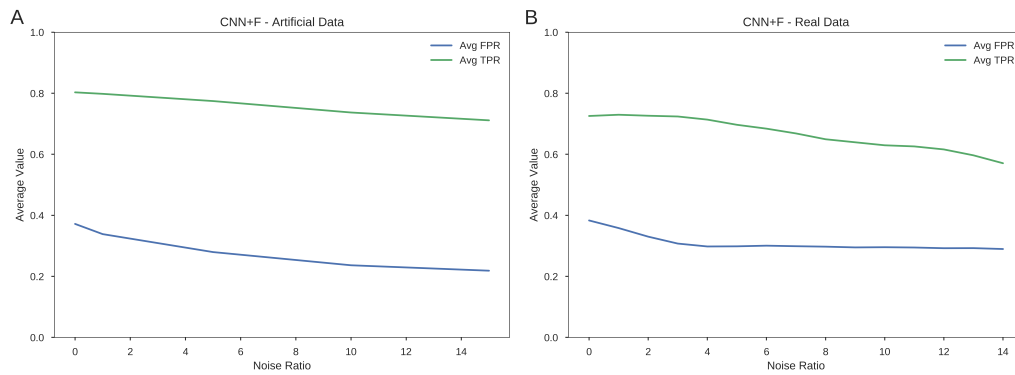 A
CNN+F - Artificial Data
Avg FPR
Avg TPR
1.0
0.8
0.6
0.4
0.2
0.0
Average Value
0 2 4 6 8 10 12 14
Noise Ratio
B
CNN+F - Real Data
Avg FPR
Avg TPR
1.0
0.8
0.6
0.4
0.2
0.0
Average Value
0 2 4 6 8 10 12 14
Noise Ratio